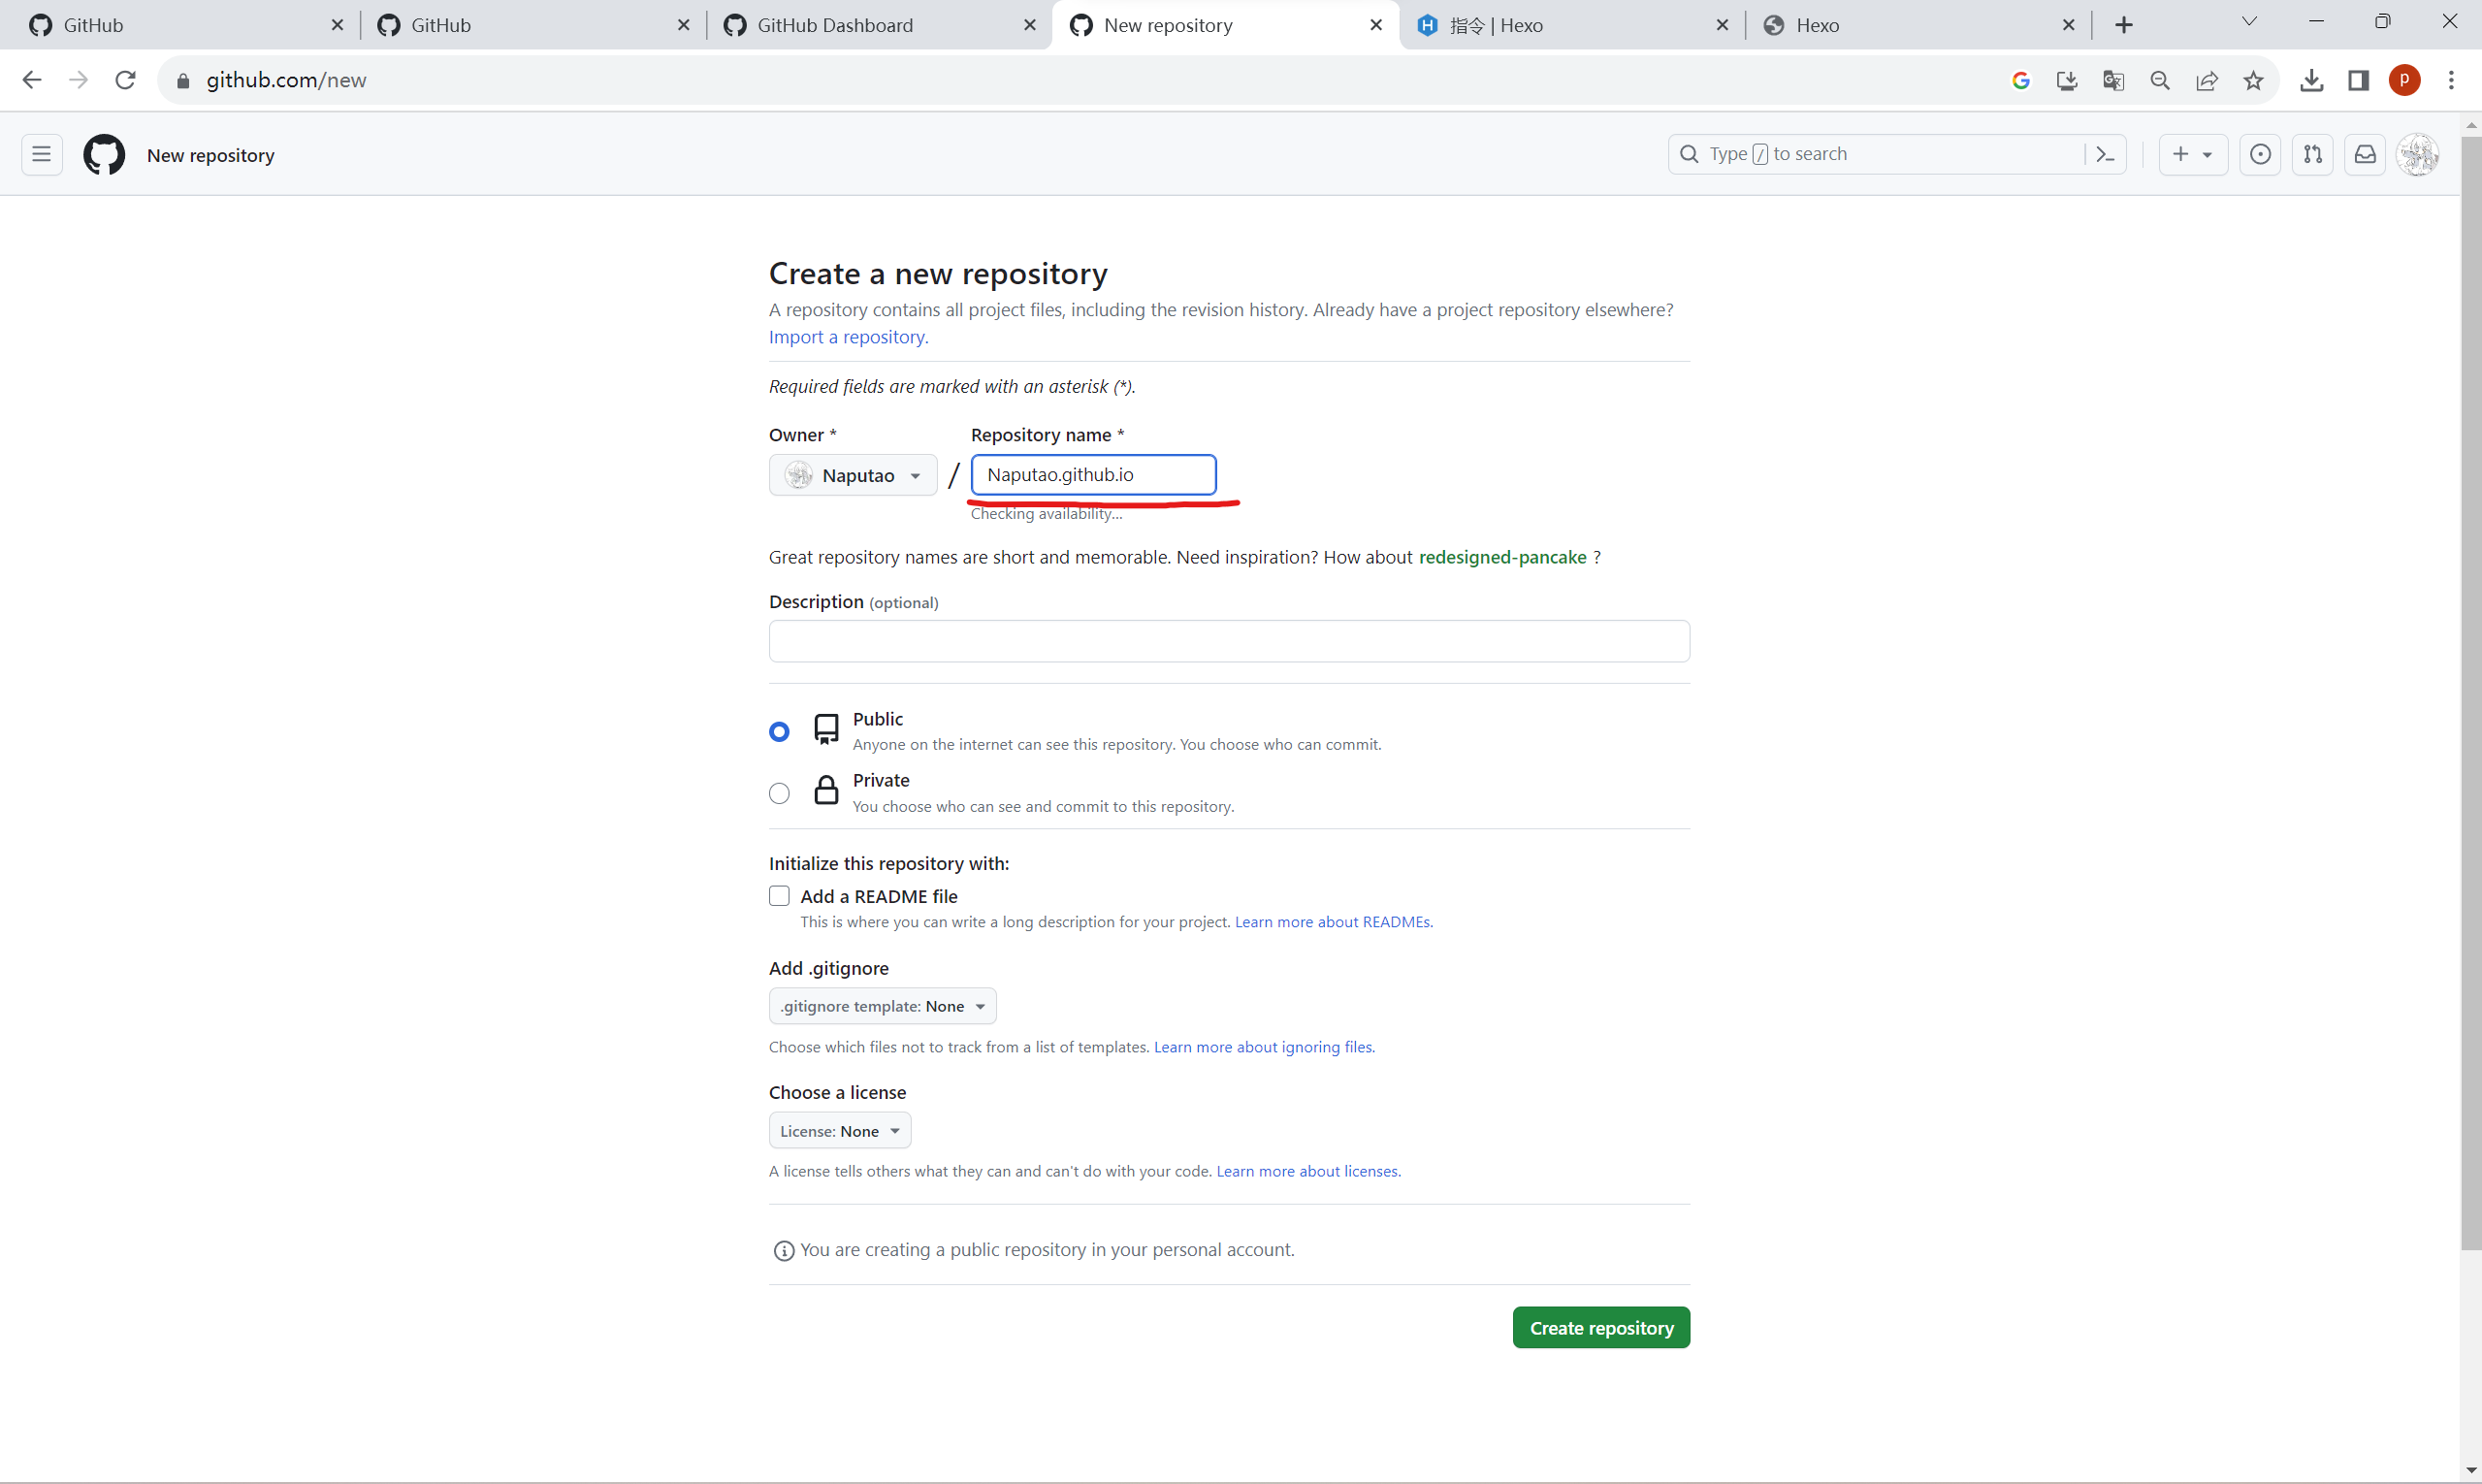 GitHub
GitHub
GitHub Dashboard
New repository
指令 | Hexo
Hexo
github.com/new
P
New repository
Type / to search
Create a new repository
A repository contains all project files, including the revision history. Already have a project repository elsewhere?
Import a repository.
Required fields are marked with an asterisk (*).
Owner *
Repository name *
Naputao
/
Naputao.github.io
Checking availability...
Great repository names are short and memorable. Need inspiration? How about redesigned-pancake ?
Description (optional)
Public
Anyone on the internet can see this repository. You choose who can commit.
Private
You choose who can see and commit to this repository.
Initialize this repository with:
Add a README file
This is where you can write a long description for your project. Learn more about READMEs.
Add .gitignore
.gitignore template: None
Choose which files not to track from a list of templates. Learn more about ignoring files.
Choose a license
License: None
A license tells others what they can and can't do with your code. Learn more about licenses.
You are creating a public repository in your personal account.
Create repository